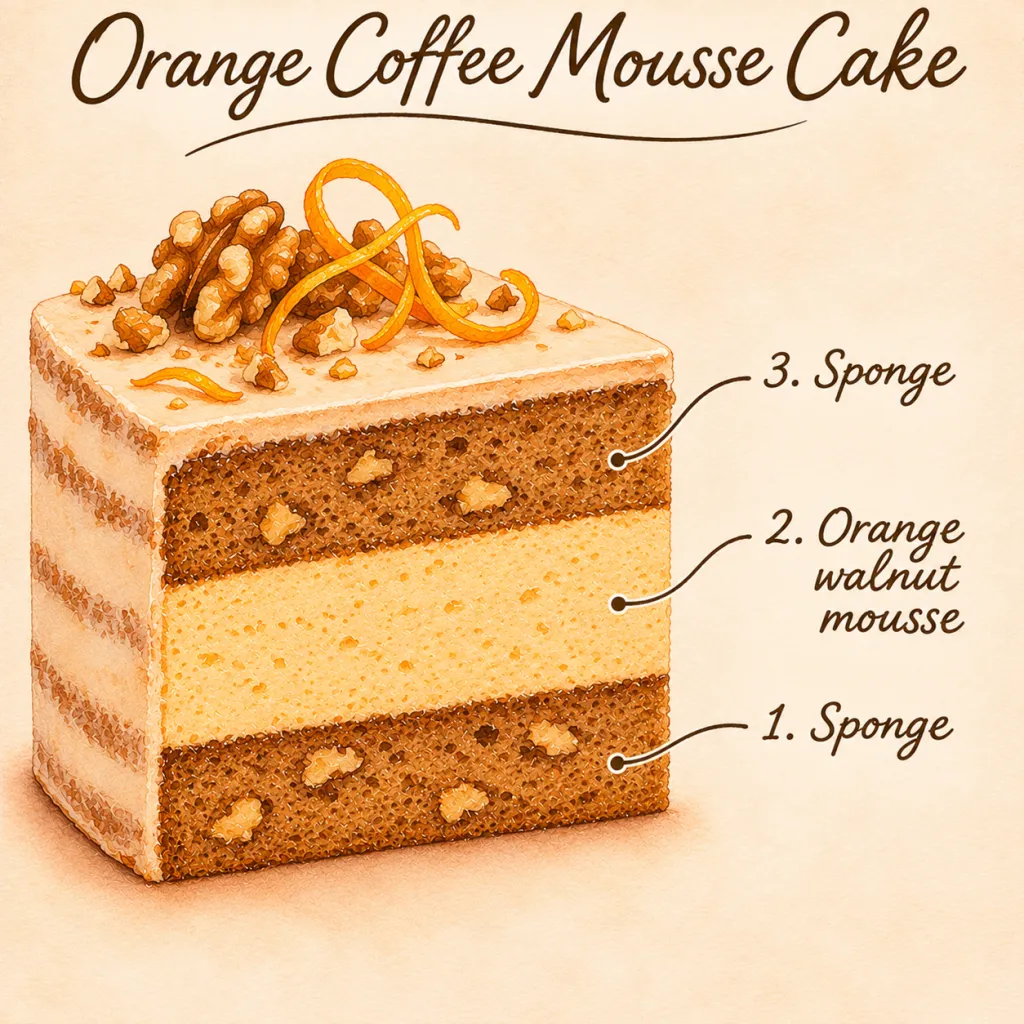 Orange Coffee Mousse Cake
3. Sponge
2. Orange
walnut
mousse
1. Sponge